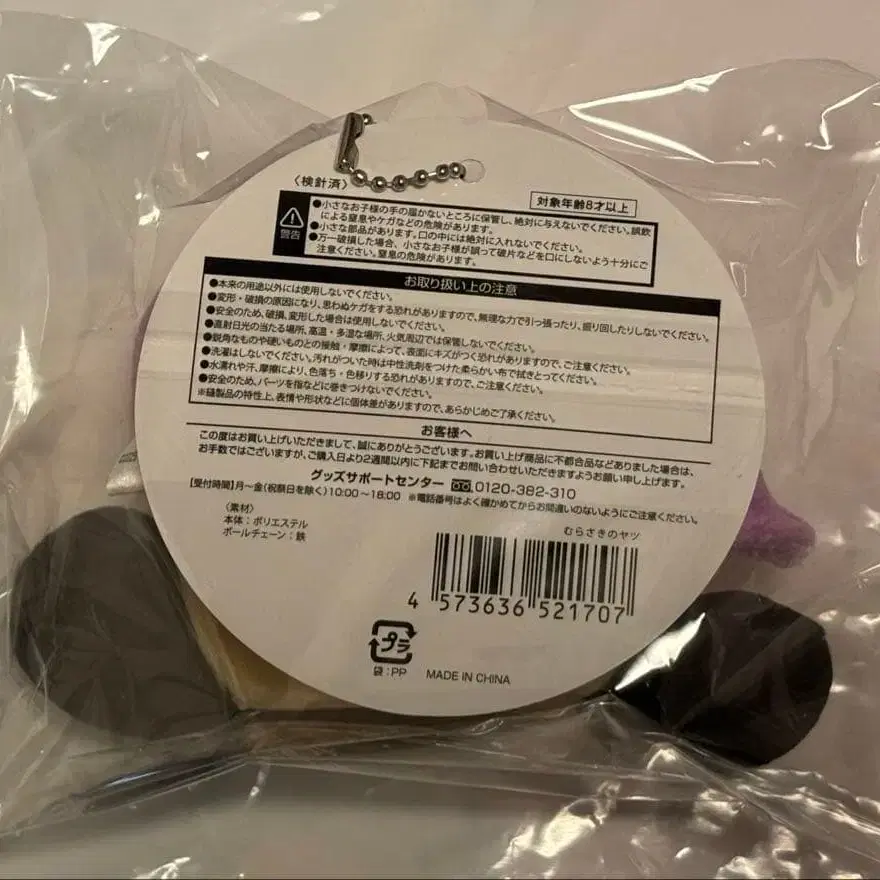 〈検針済〉
対象年齢8才以上
警告
●小さなお子様の手の届かないところに保管し、絶対に与えないでください。誤飲
による窒息やケガなどの危険があります。
●小さな部品があります。口の中には絶対に入れないでください。
●万一破損した場合、小さなお子様が誤って破片などを口にしないよう十分にご
注意ください。窒息の危険があります。
お取り扱い上の注意
●本来の用途以外には使用しないでください。
●変形・破損の原因になり、思わぬケガをする恐れがありますので、無理な力で引っ張ったり、振り回したりしないでください。
●安全のため、破損、変形した場合は使用しないでください。
●直射日光の当たる場所、高温・多湿な場所、火気周辺では保管しないでください。
●鋭角なものや硬いものとの接触・摩擦によって、表面にキズがつく恐れがありますので、ご注意ください。
●洗濯はしないでください。汚れがついた時は中性洗剤をつけた柔らかい布で拭きとってください。
●水濡れや汗、摩擦により、色落ち・色移りする恐れがありますので、ご注意ください。
●安全のため、パーツを指などに巻きつけないでください。
※縫製品の特性上、表情や形状などに個体差がありますので、あらかじめご了承ください。
お客様へ
この度はお買い上げいただきまして、誠にありがとうございます。お買い上げ商品に不都合品などありました場合は、
お手数ではございますが、ご購入日より2週間以内に下記までお問い合わせいただきますようお願い申し上げます。
グッズサポートセンター 0120-382-310
【受付時間】月〜金(祝祭日を除く)10:00〜18:00 ※電話番号はよく確かめてからお間違いのないようにご注意ください。
〈素材〉
本体：ポリエステル
ボールチェーン：鉄
むらさきのヤツ
4 573636 521707
プラ
袋：PP
MADE IN CHINA